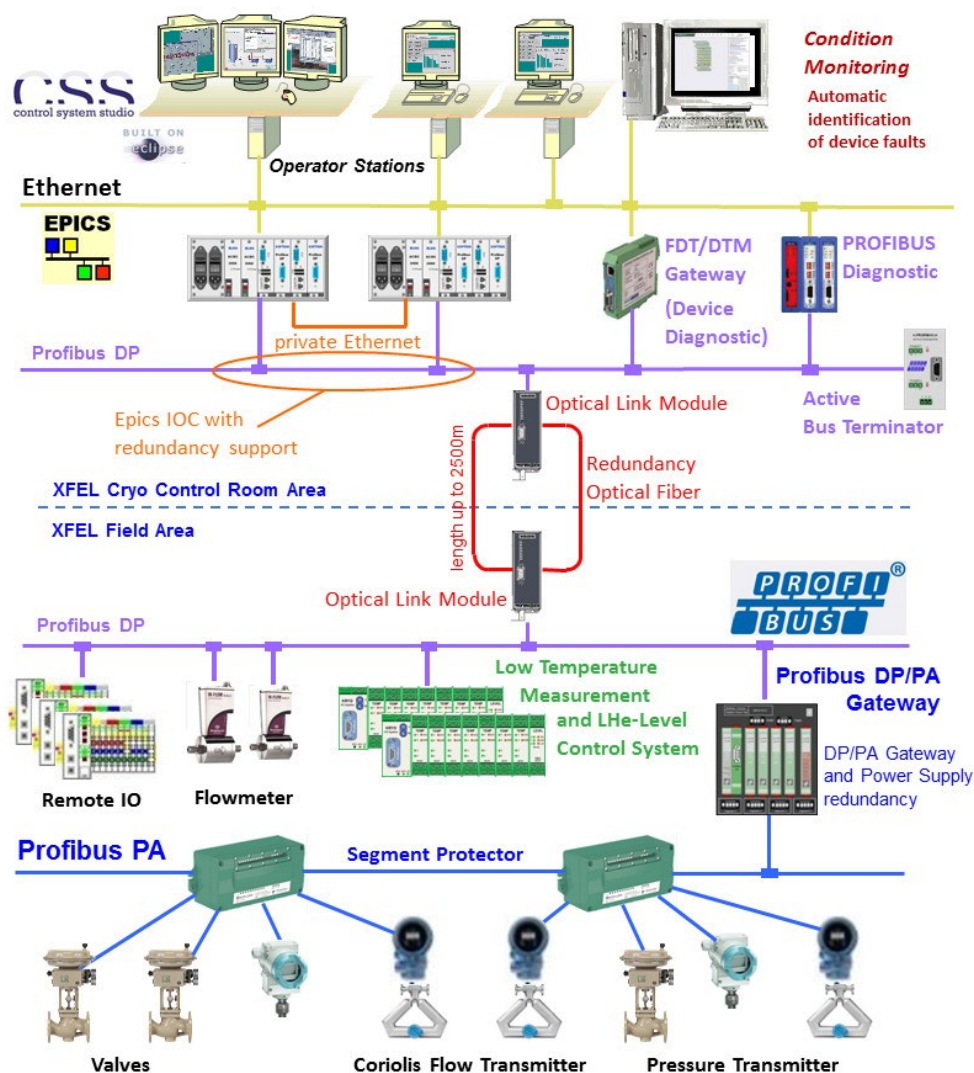 CSS
control system studio
BUILT ON
eclipse
Operator Stations
Condition
Monitoring
Automatic
identification
of device faults
Ethernet
EPICS
FDT/DTM
Gateway
(Device
Diagnostic)
PROFIBUS
Diagnostic
private Ethernet
Profibus DP
Epics IOC with
redundancy support
Optical Link Module
Active
Bus Terminator
length up to 2500m
Redundancy
Optical Fiber
XFEL Cryo Control Room Area
XFEL Field Area
Optical Link Module
PROFI
BUS
®
Profibus DP
Low Temperature
Measurement
and LHe-Level
Control System
Profibus DP/PA
Gateway
DP/PA Gateway
and Power Supply
redundancy
Remote IO
Flowmeter
Profibus PA
Segment Protector
Valves
Coriolis Flow Transmitter
Pressure Transmitter